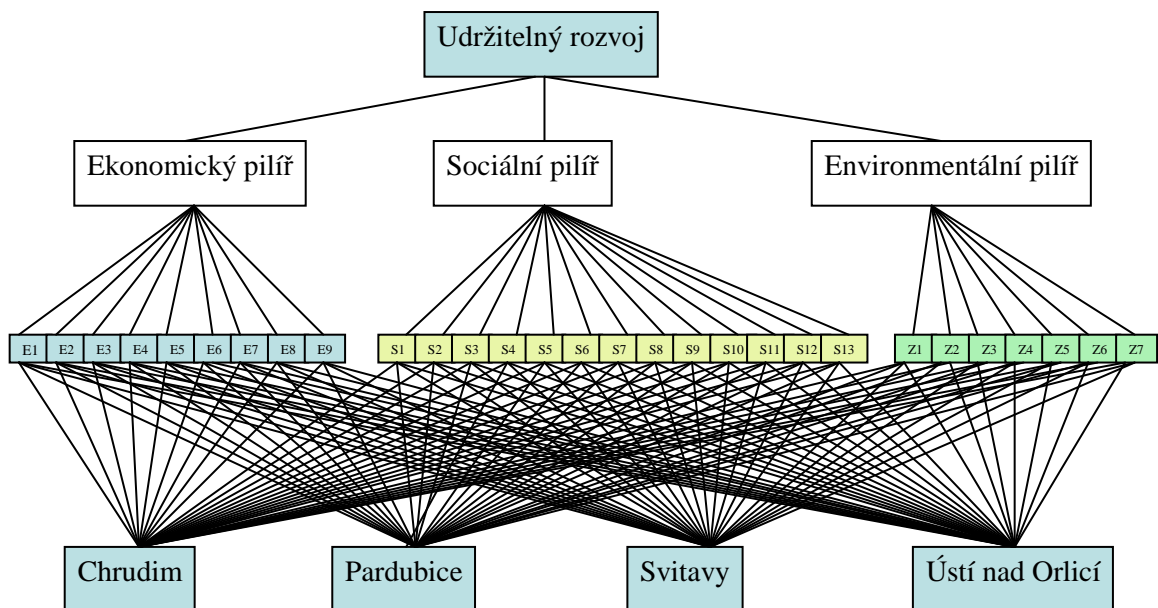 Udržitelný rozvoj
Ekonomický pilíř
Sociální pilíř
Environmentální pilíř
E1 E2 E3 E4 E5 E6 E7 E8 E9
S1 S2 S3 S4 S5 S6 S7 S8 S9 S10 S11 S12 S13
Z1 Z2 Z3 Z4 Z5 Z6 Z7
Chrudim
Pardubice
Svitavy
Ústí nad Orlicí